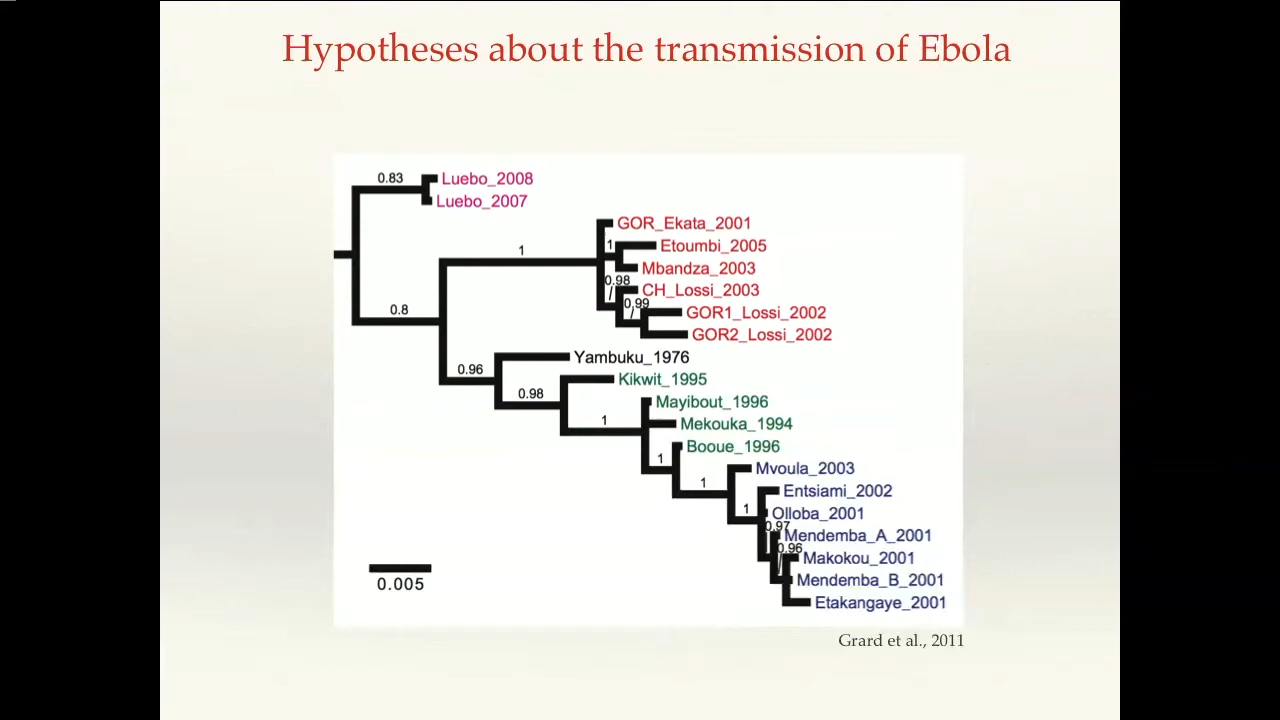 Hypotheses about the transmission of Ebola
0.83
Luebo_2008
Luebo_2007
GOR_Ekata_2001
1
1
Etoumbi_2005
Mbandza_2003
0.98
CH_Lossi_2003
/
0.99
/
GOR1_Lossi_2002
0.8
GOR2_Lossi_2002
Yambuku_1976
0.96
Kikwit_1995
0.98
Mayibout_1996
1
Mekouka_1994
Booue_1996
1
Mvoula_2003
1
Entsiami_2002
1
Olloba_2001
0.97
Mendemba_A_2001
0.96
/
Makokou_2001
Mendemba_B_2001
0.005
Etakangaye_2001
Grard et al., 2011